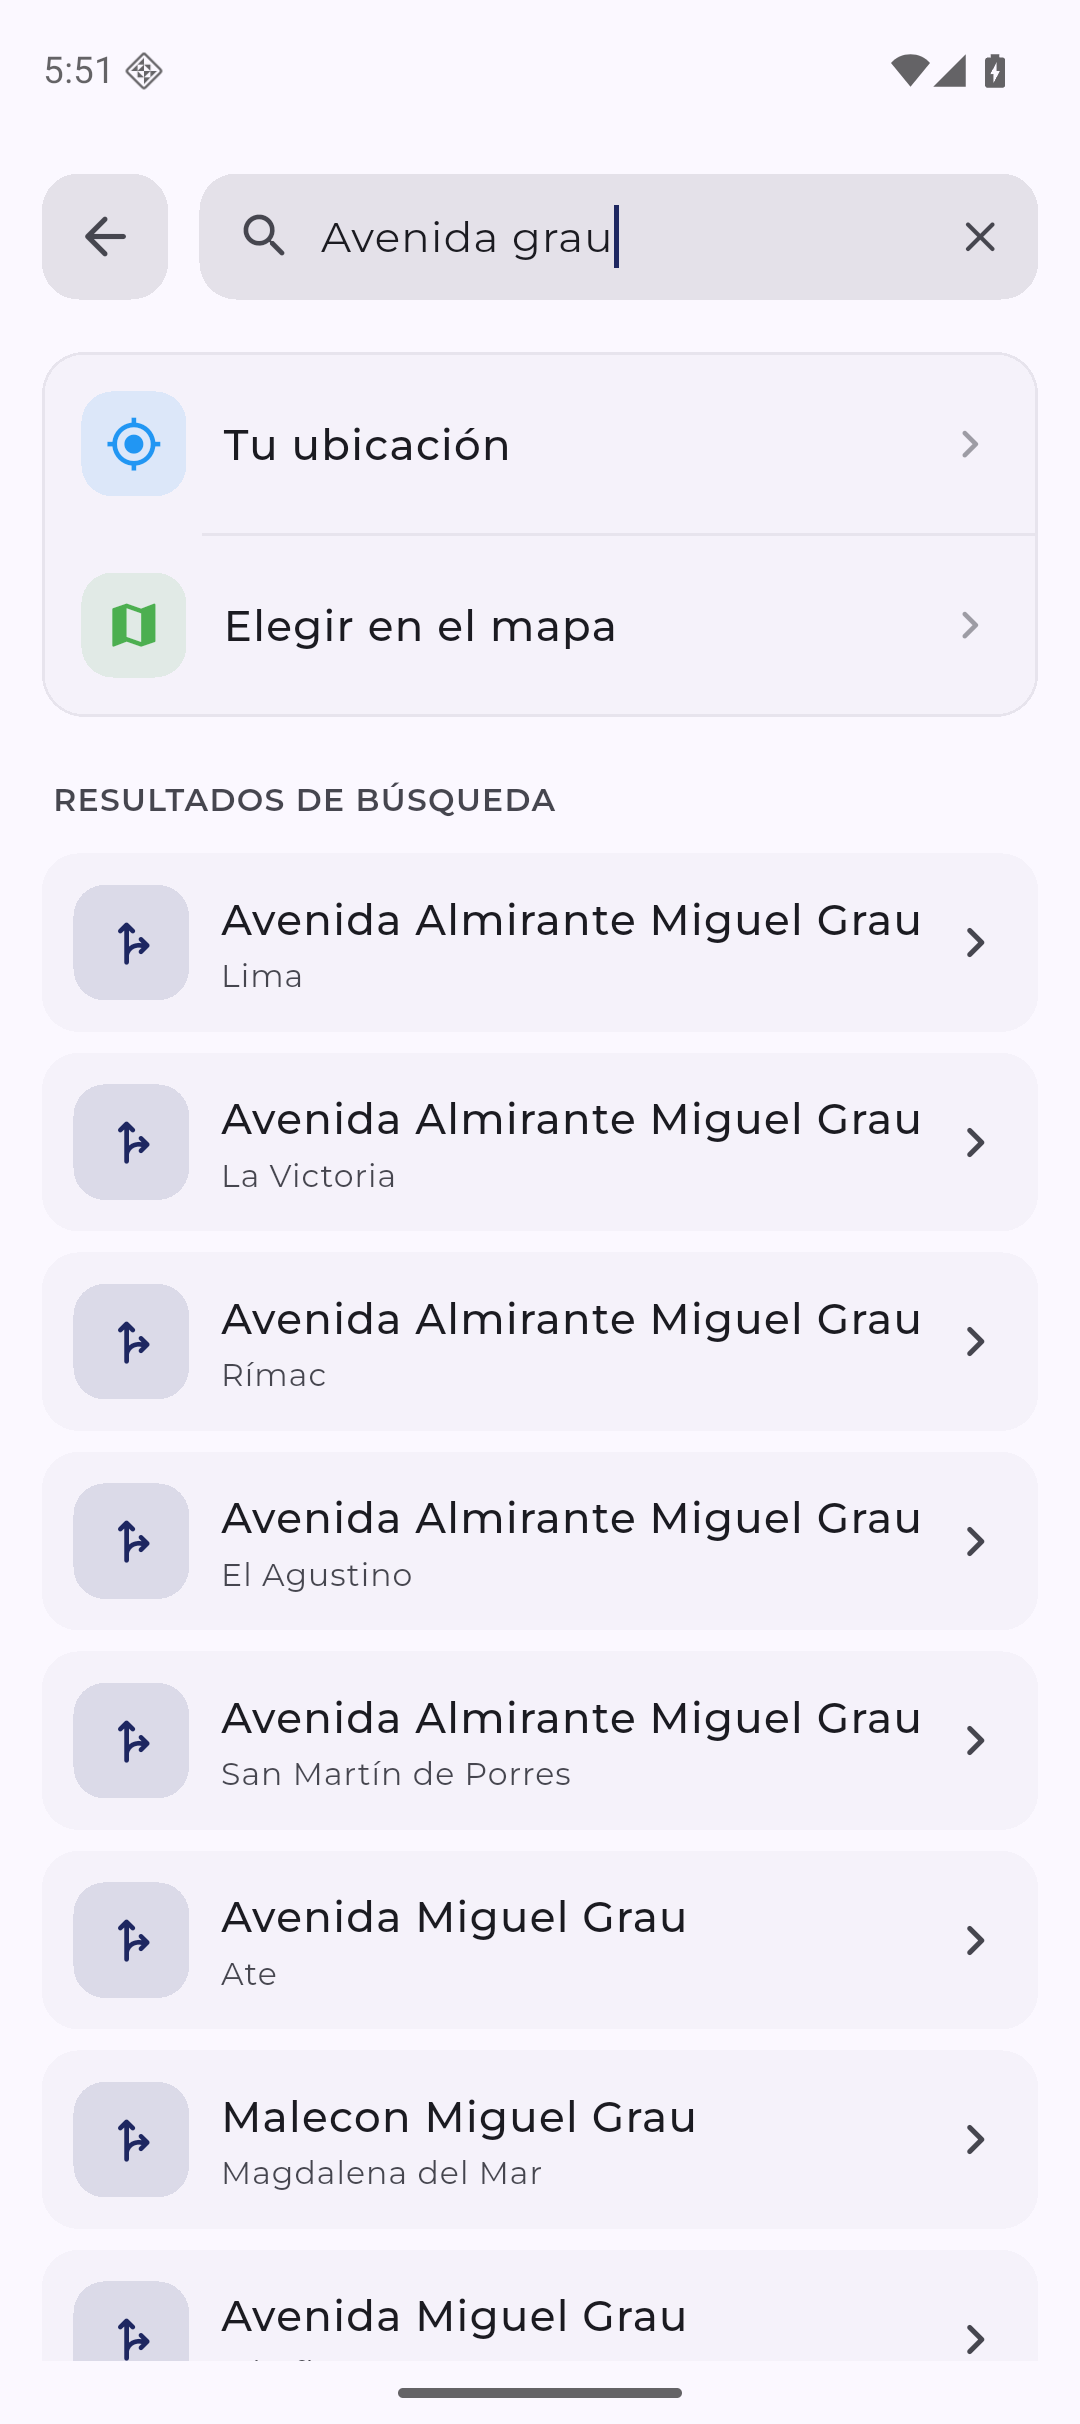 5:51
Avenida grau
Tu ubicación
Elegir en el mapa
RESULTADOS DE BÚSQUEDA
Avenida Almirante Miguel Grau
Lima
Avenida Almirante Miguel Grau
La Victoria
Avenida Almirante Miguel Grau
Rímac
Avenida Almirante Miguel Grau
El Agustino
Avenida Almirante Miguel Grau
San Martín de Porres
Avenida Miguel Grau
Ate
Malecon Miguel Grau
Magdalena del Mar
Avenida Miguel Grau